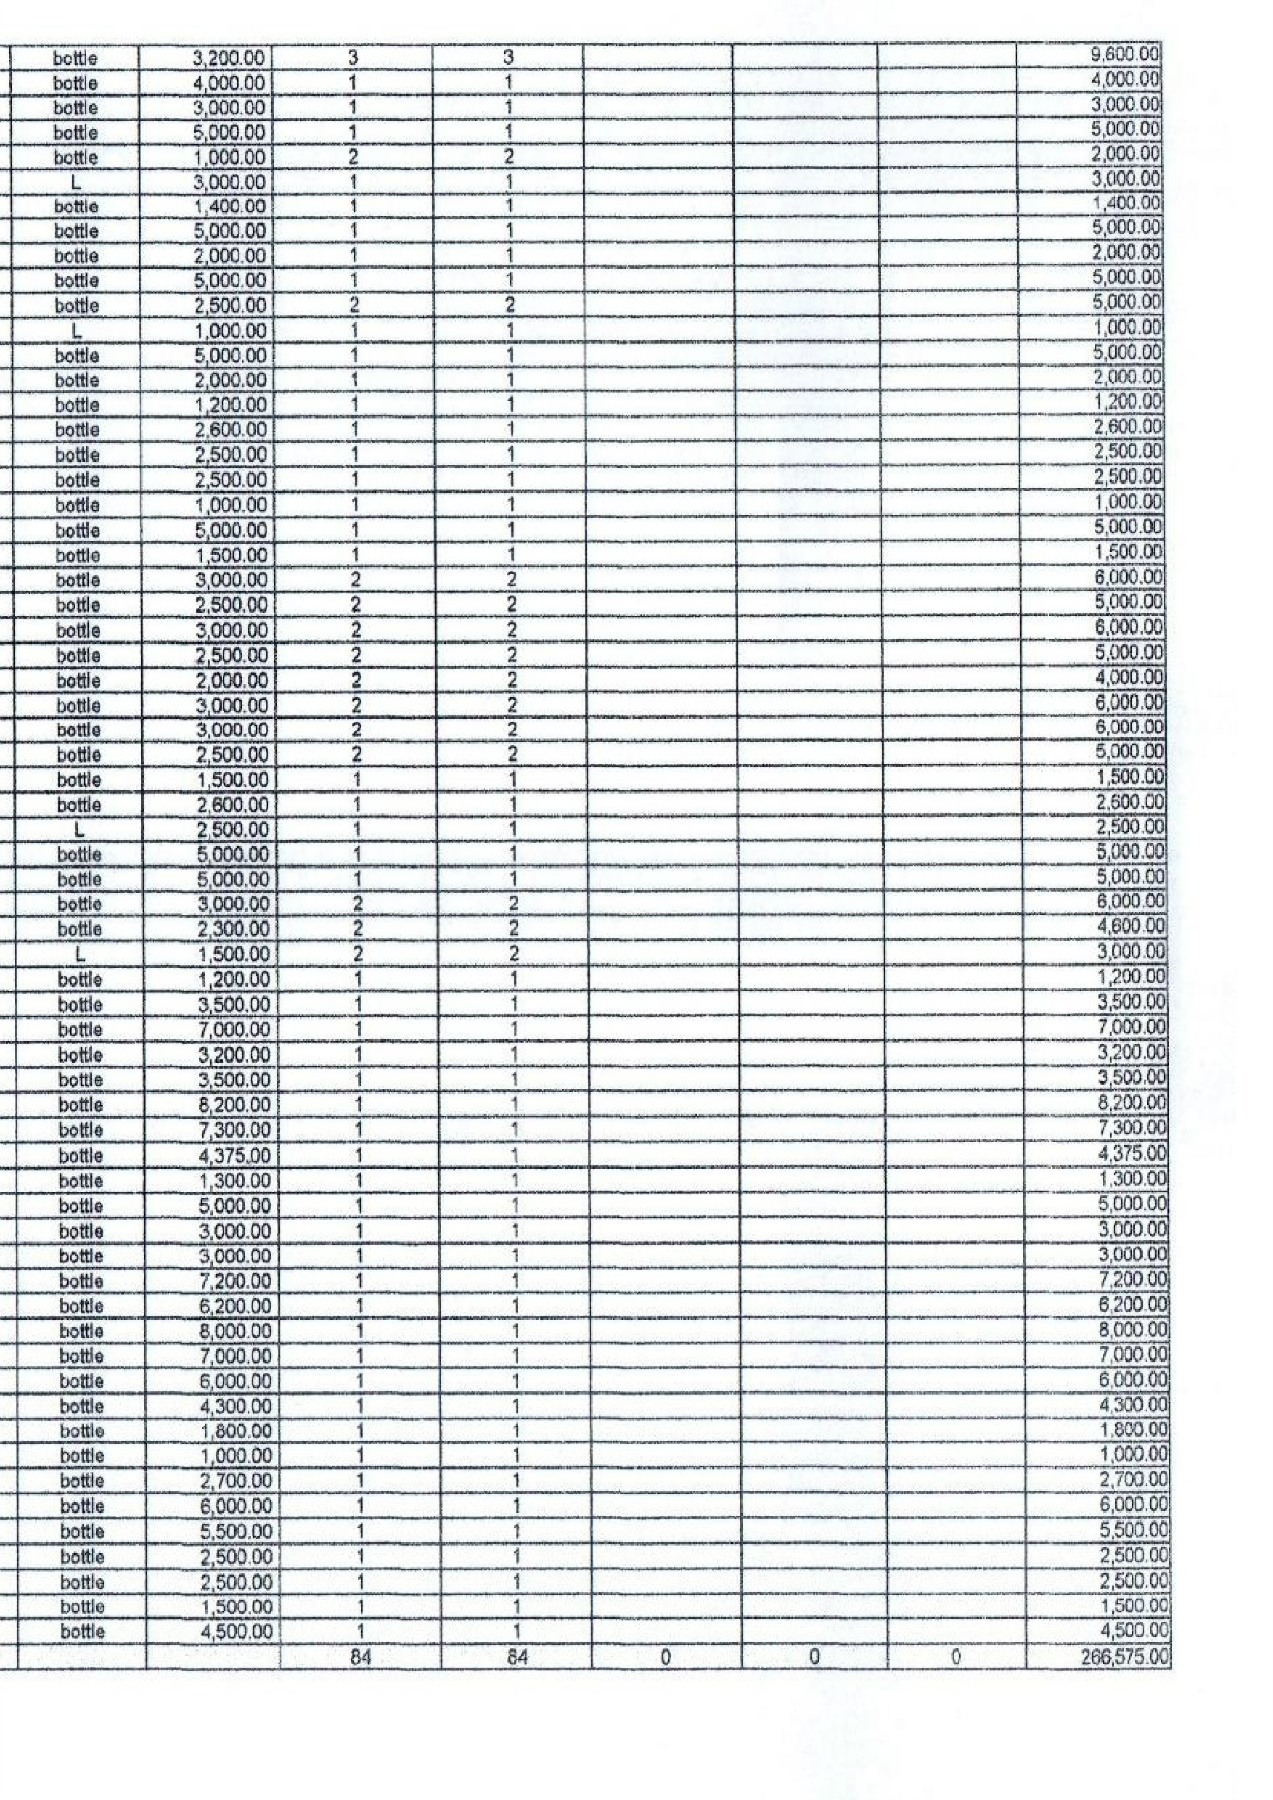 bottle 3,200.00 3 3 9,600.00
bottle 4,000.00 1 1 4,000.00
bottle 3,000.00 1 1 3,000.00
bottle 5,000.00 1 1 5,000.00
bottle 1,000.00 2 2 2,000.00
L 3,000.00 1 1 3,000.00
bottle 1,400.00 1 1 1,400.00
bottle 5,000.00 1 1 5,000.00
bottle 2,000.00 1 1 2,000.00
bottle 5,000.00 1 1 5,000.00
bottle 2,500.00 2 2 5,000.00
L 1,000.00 1 1 1,000.00
bottle 5,000.00 1 1 5,000.00
bottle 2,000.00 1 1 2,000.00
bottle 1,200.00 1 1 1,200.00
bottle 2,600.00 1 1 2,600.00
bottle 2,500.00 1 1 2,500.00
bottle 2,500.00 1 1 2,500.00
bottle 1,000.00 1 1 1,000.00
bottle 5,000.00 1 1 5,000.00
bottle 1,500.00 1 1 1,500.00
bottle 3,000.00 2 2 6,000.00
bottle 2,500.00 2 2 5,000.00
bottle 3,000.00 2 2 6,000.00
bottle 2,500.00 2 2 5,000.00
bottle 2,000.00 2 2 4,000.00
bottle 3,000.00 2 2 6,000.00
bottle 3,000.00 2 2 6,000.00
bottle 2,500.00 2 2 5,000.00
bottle 1,500.00 1 1 1,500.00
bottle 2,600.00 1 1 2,600.00
L 2,500.00 1 1 2,500.00
bottle 5,000.00 1 1 5,000.00
bottle 5,000.00 1 1 5,000.00
bottle 3,000.00 2 2 6,000.00
bottle 2,300.00 2 2 4,600.00
L 1,500.00 2 2 3,000.00
bottle 1,200.00 1 1 1,200.00
bottle 3,500.00 1 1 3,500.00
bottle 7,000.00 1 1 7,000.00
bottle 3,200.00 1 1 3,200.00
bottle 3,500.00 1 1 3,500.00
bottle 8,200.00 1 1 8,200.00
bottle 7,300.00 1 1 7,300.00
bottle 4,375.00 1 1 4,375.00
bottle 1,300.00 1 1 1,300.00
bottle 5,000.00 1 1 5,000.00
bottle 3,000.00 1 1 3,000.00
bottle 3,000.00 1 1 3,000.00
bottle 7,200.00 1 1 7,200.00
bottle 6,200.00 1 1 6,200.00
bottle 8,000.00 1 1 8,000.00
bottle 7,000.00 1 1 7,000.00
bottle 6,000.00 1 1 6,000.00
bottle 4,300.00 1 1 4,300.00
bottle 1,800.00 1 1 1,800.00
bottle 1,000.00 1 1 1,000.00
bottle 2,700.00 1 1 2,700.00
bottle 6,000.00 1 1 6,000.00
bottle 5,500.00 1 1 5,500.00
bottle 2,500.00 1 1 2,500.00
bottle 2,500.00 1 1 2,500.00
bottle 1,500.00 1 1 1,500.00
bottle 4,500.00 1 1 4,500.00
84 84 0 0 0 266,575.00